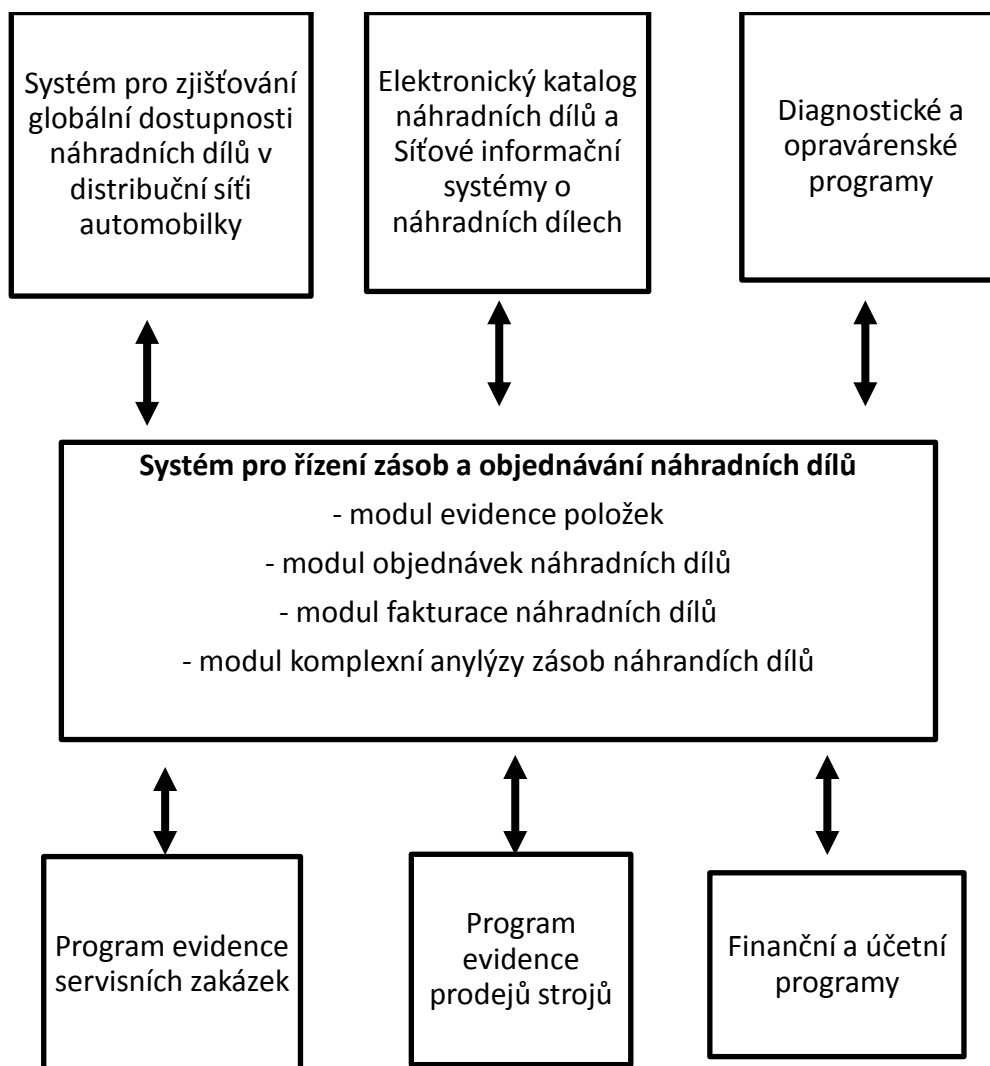 Systém pro zjišťování
globální dostupnosti
náhradních dílů v
distribuční síťi
automobilky
Elektronický katalog
náhradních dílů a
Síťové informační
systémy o
náhradních dílech
Diagnostické a
opravárenské
programy
Systém pro řízení zásob a objednávání náhradních dílů
- modul evidence položek
- modul objednávek náhradních dílů
- modul fakturace náhradních dílů
- modul komplexní anylýzy zásob náhrandích dílů
Program evidence
servisních zakázek
Program
evidence
prodejů strojů
Finanční a účetní
programy